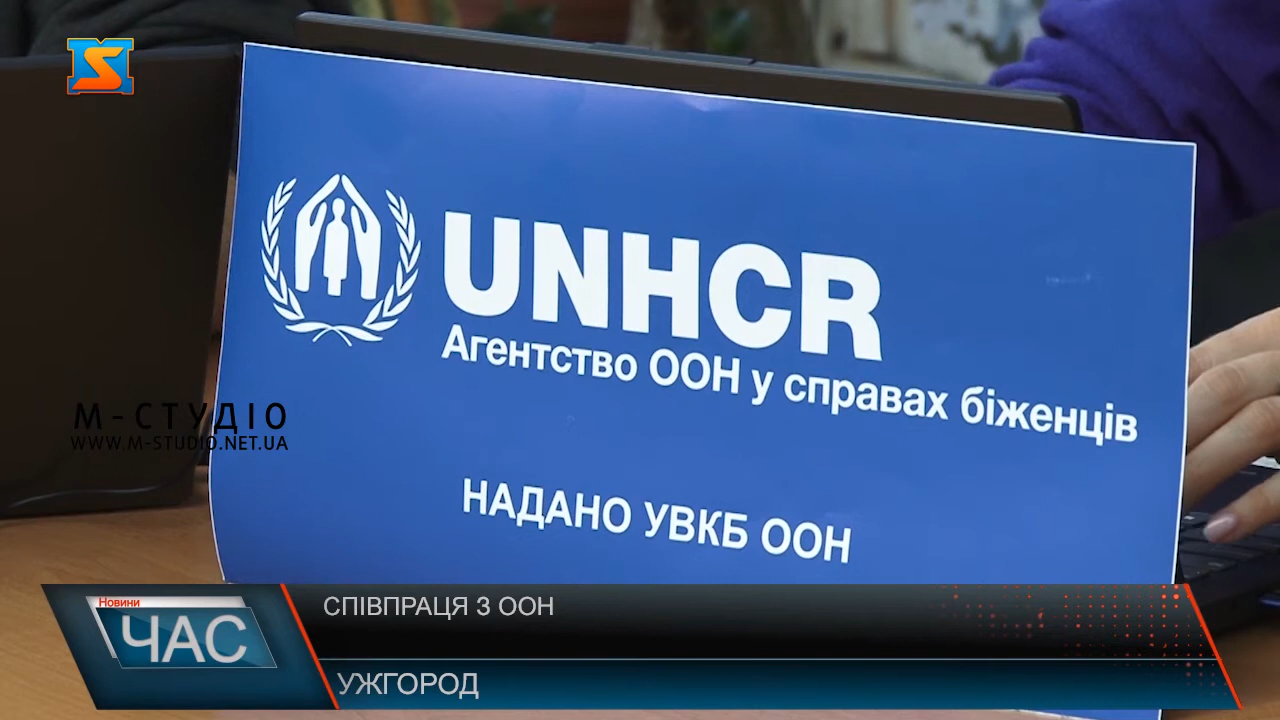 UNHCR
Агентство ООН у справах біженців
НАДАНО УВКБ ООН
М-СТУДІО
WWW.M-STUDIO.NET.UA
Новини
ЧАС
СПІВПРАЦЯ З ООН
УЖГОРОД